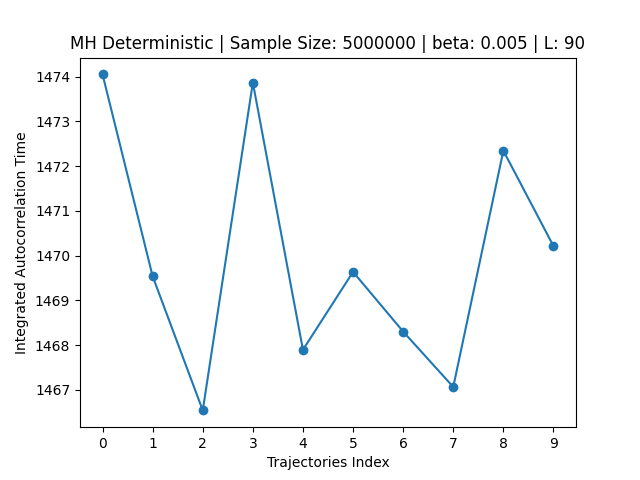 MH Deterministic | Sample Size: 5000000 | beta: 0.005 | L: 90
1474
1473
1472
1471
1470
1469
1468
1467
Integrated Autocorrelation Time
0 1 2 3 4 5 6 7 8 9
Trajectories Index